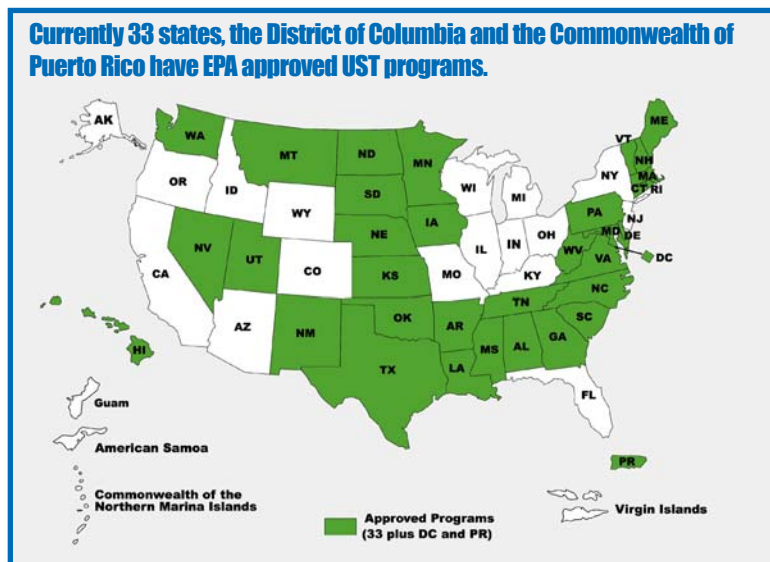 Currently 33 states, the District of Columbia and the Commonwealth of
Puerto Rico have EPA approved UST programs.
AK
WA
MT
ND
MN
VT
ME
NH
MA
CT
RI
NY
OR
ID
WY
SD
WI
MI
IA
PA
NJ
NV
UT
CO
NE
IL
IN
OH
MD
DE
WV
VA
DC
CA
KS
MO
KY
NC
TN
AZ
NM
OK
AR
SC
MS
AL
GA
TX
LA
HI
FL
Guam
American Samoa
PR
Commonwealth of the
Northern Marina Islands
Virgin Islands
Approved Programs
(33 plus DC and PR)